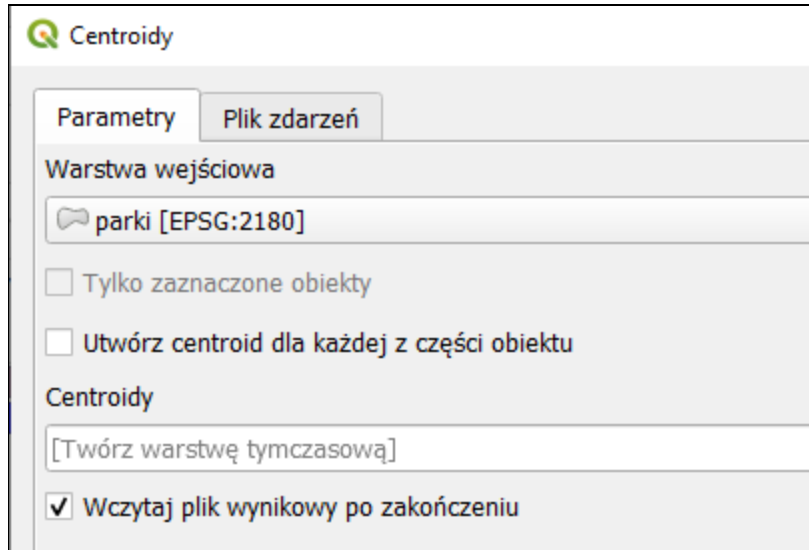 Centroidy
Parametry Plik zdarzeń
Warstwa wejściowa
parki [EPSG:2180]
Tylko zaznaczone obiekty
Utwórz centroid dla każdej z części obiektu
Centroidy
[Twórz warstwę tymczasową]
Wczytaj plik wynikowy po zakończeniu